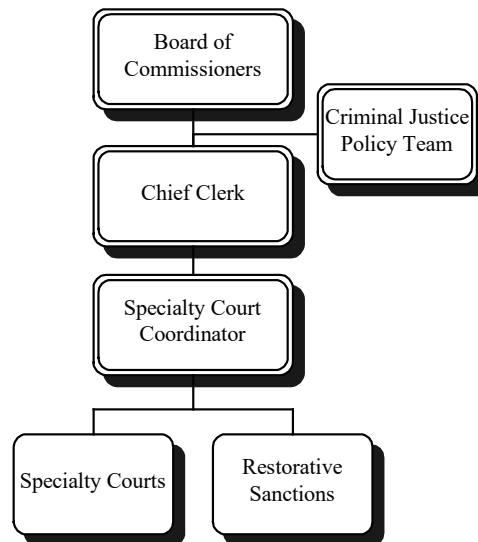 Board of
Commissioners
Criminal Justice
Policy Team
Chief Clerk
Specialty Court
Coordinator
Specialty Courts
Restorative
Sanctions